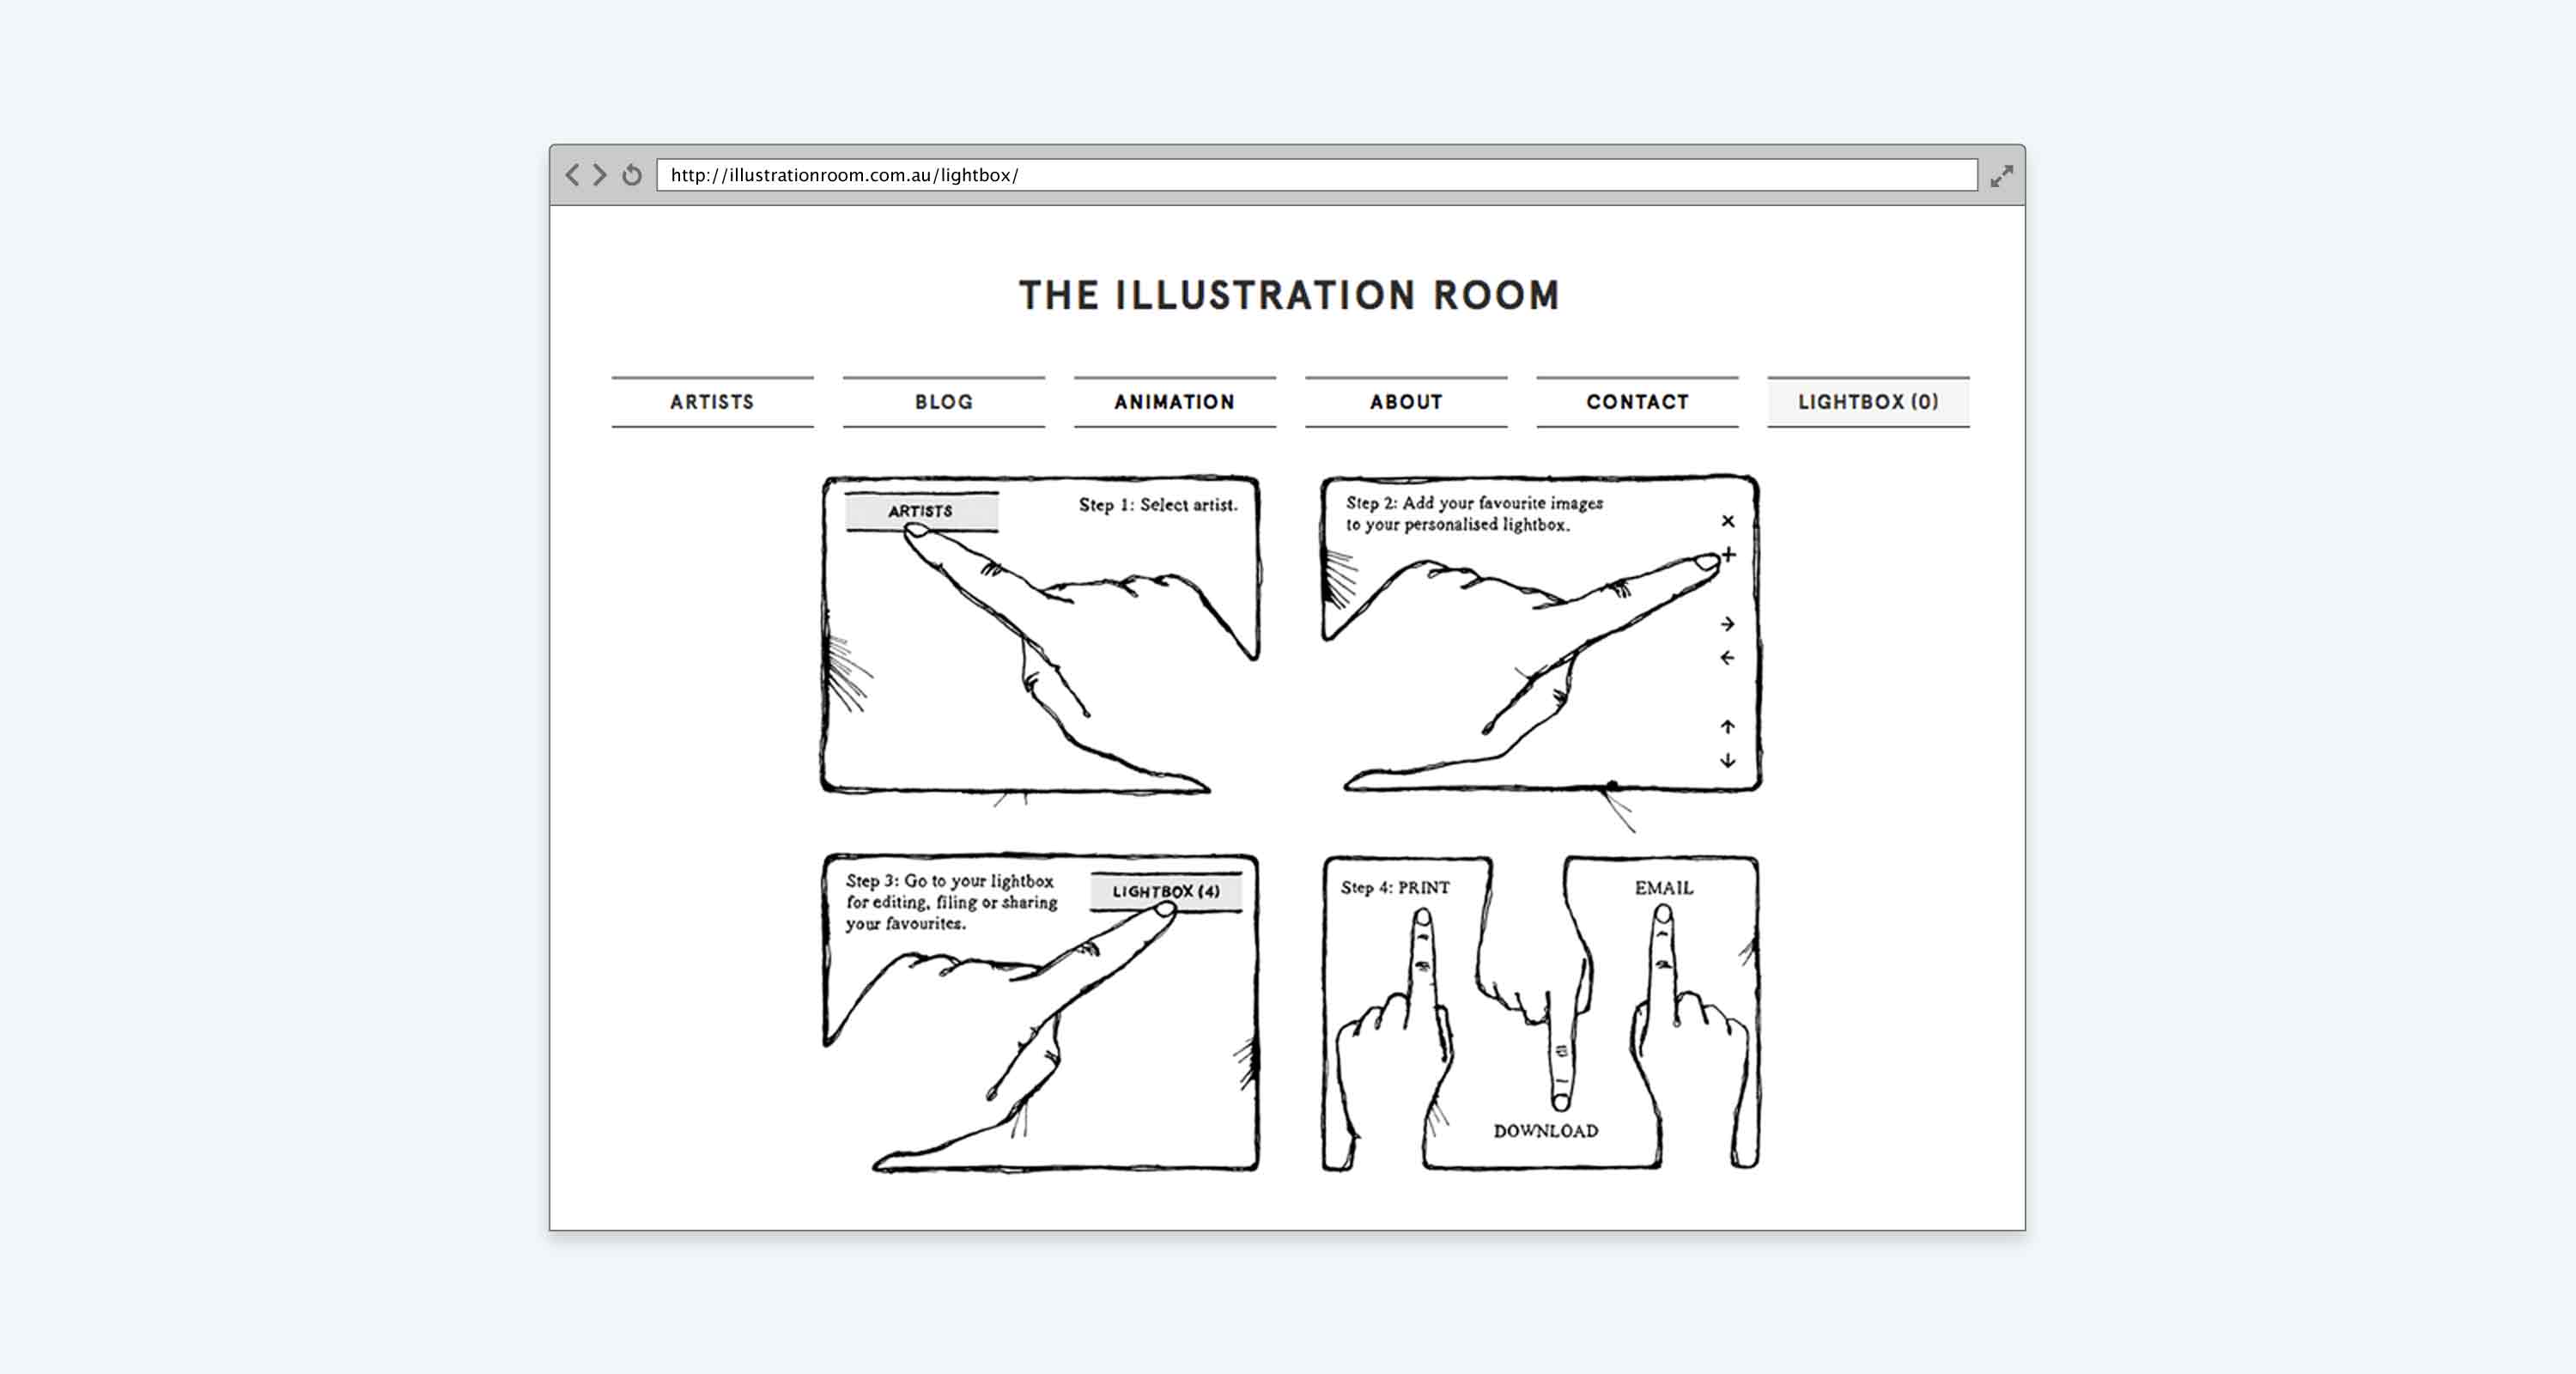 http://illustrationroom.com.au/lightbox/
THE ILLUSTRATION ROOM
ARTISTS
BLOG
ANIMATION
ABOUT
CONTACT
LIGHTBOX (0)
ARTISTS
Step 1: Select artist.
Step 2: Add your favourite images
to your personalised lightbox.
Step 3: Go to your lightbox
for editing, filing or sharing
your favourites.
LIGHTBOX (4)
Step 4: PRINT
EMAIL
DOWNLOAD